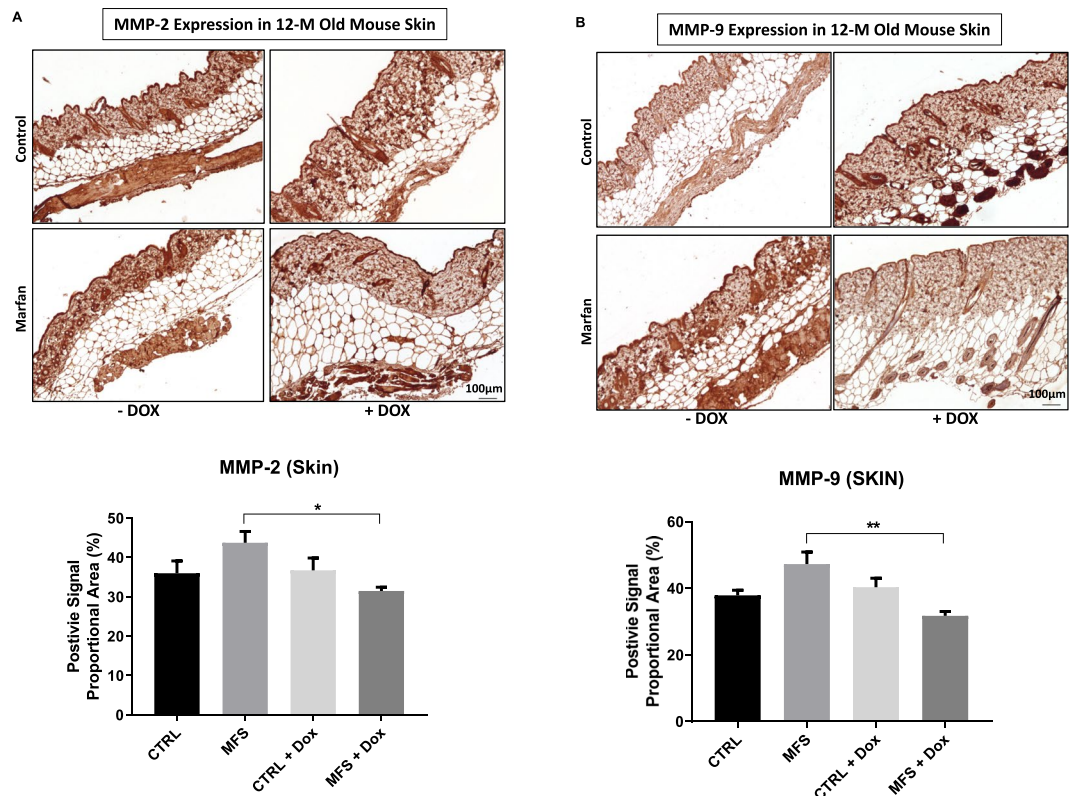 A
MMP-2 Expression in 12-M Old Mouse Skin
Control
Marfan
100µm
- DOX
+ DOX
MMP-2 (Skin)
Postivie Signal
Proportional Area (%)
50
40
30
20
10
0
*
CTRL
MFS
CTRL + Dox
MFS + Dox
B
MMP-9 Expression in 12-M Old Mouse Skin
Control
Marfan
100µm
- DOX
+ DOX
MMP-9 (SKIN)
Postivie Signal
Proportional Area (%)
60
40
20
0
**
CTRL
MFS
CTRL + Dox
MFS + Dox